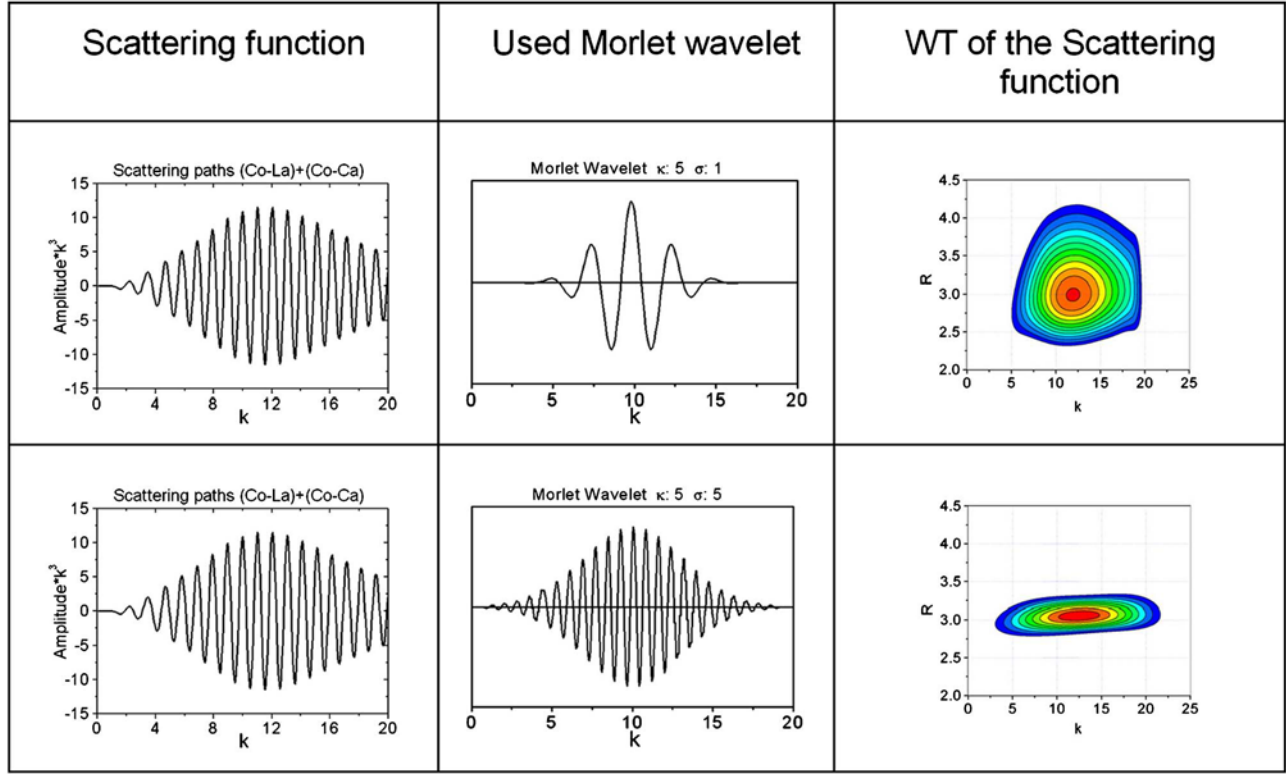 Scattering function
Used Morlet wavelet
WT of the Scattering
function
Scattering paths (Co-La)+(Co-Ca)
15
10
5
0
-5
-10
-15
Amplitude*k³
0 4 8 12 16 20
k
Morlet Wavelet κ: 5 σ: 1
0 5 10 15 20
k
4.5
4.0
3.5
3.0
2.5
2.0
R
0 5 10 15 20 25
k
Scattering paths (Co-La)+(Co-Ca)
15
10
5
0
-5
-10
-15
Amplitude*k³
0 4 8 12 16 20
k
Morlet Wavelet κ: 5 σ: 5
0 5 10 15 20
k
4.5
4.0
3.5
3.0
2.5
2.0
R
0 5 10 15 20 25
k